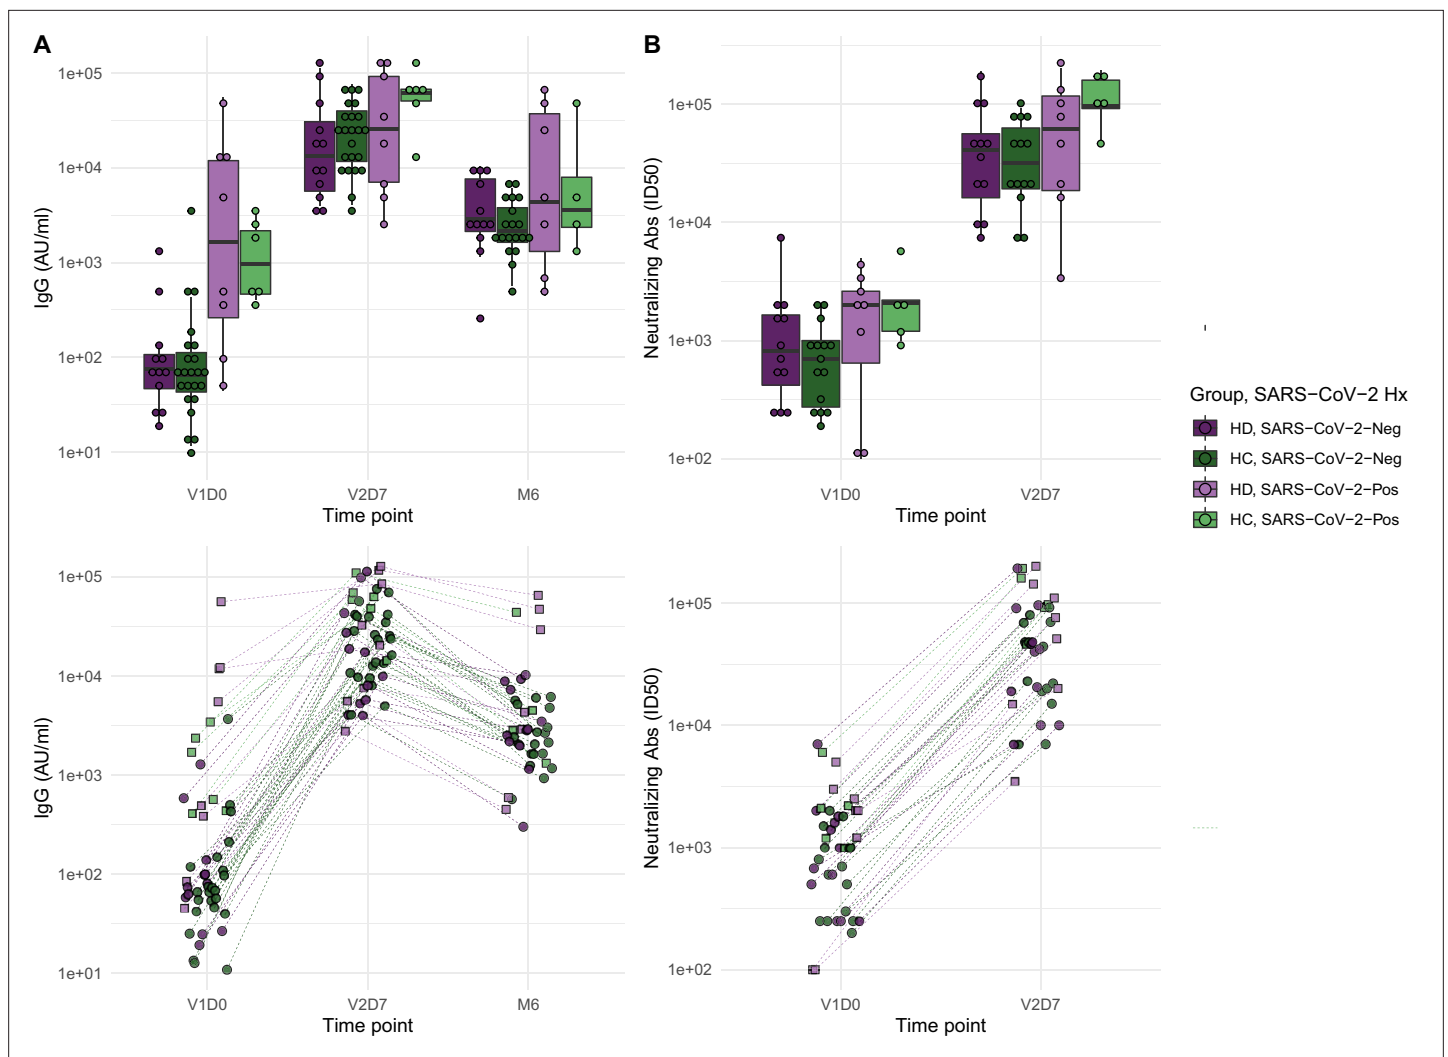 A
B
1e+05
1e+04
1e+03
1e+02
1e+01
IgG (AU/ml)
V1D0 V2D7 M6
Time point
1e+05
1e+04
1e+03
1e+02
Neutralizing Abs (ID50)
V1D0 V2D7
Time point
Group, SARS−CoV−2 Hx
HD, SARS−CoV−2−Neg
HC, SARS−CoV−2−Neg
HD, SARS−CoV−2−Pos
HC, SARS−CoV−2−Pos
1e+05
1e+04
1e+03
1e+02
1e+01
IgG (AU/ml)
V1D0 V2D7 M6
Time point
1e+05
1e+04
1e+03
1e+02
Neutralizing Abs (ID50)
V1D0 V2D7
Time point